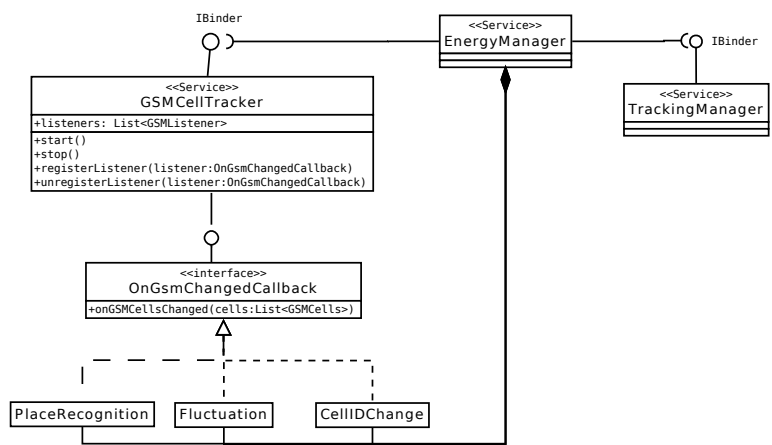 IBinder
<<Service>>
EnergyManager
IBinder
<<Service>>
GSMCellTracker
+listeners: List<GSMListener>
+start()
+stop()
+registerListener(listener:OnGsmChangedCallback)
+unregisterListener(listener:OnGsmChangedCallback)
<<Service>>
TrackingManager
<<interface>>
OnGsmChangedCallback
+onGSMCellsChanged(cells:List<GSMCells>)
PlaceRecognition
Fluctuation
CellIDChange